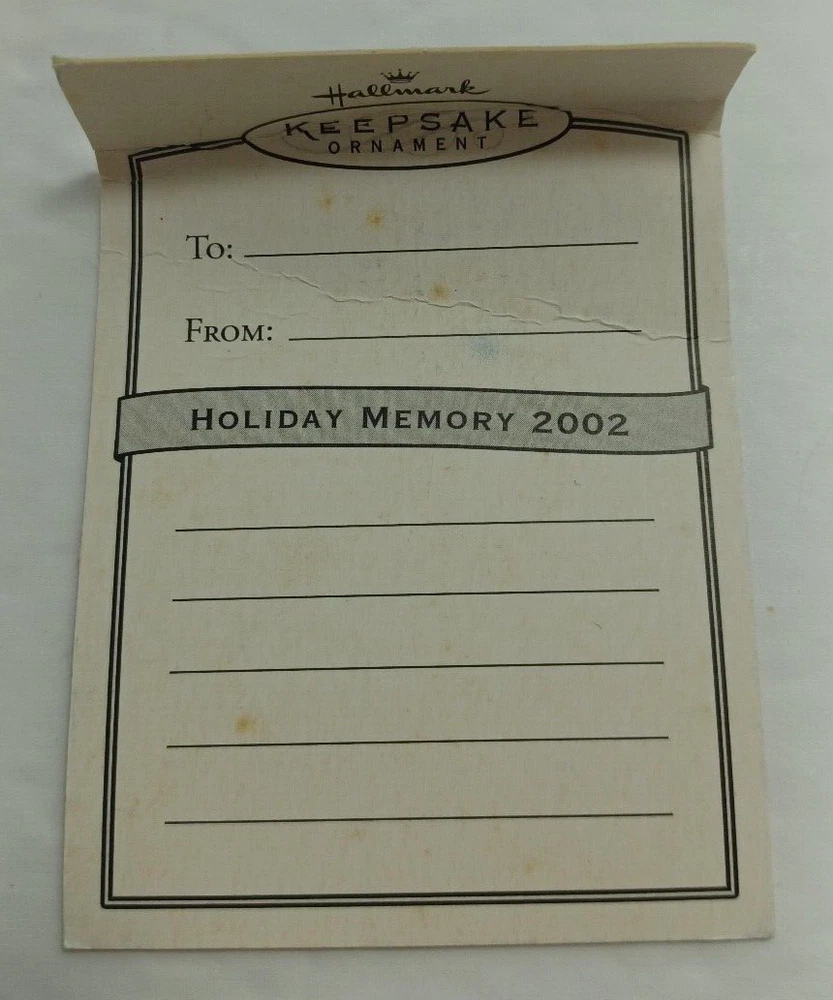 Hallmark
KEEPSAKE
ORNAMENT
To:
From:
Holiday Memory 2002